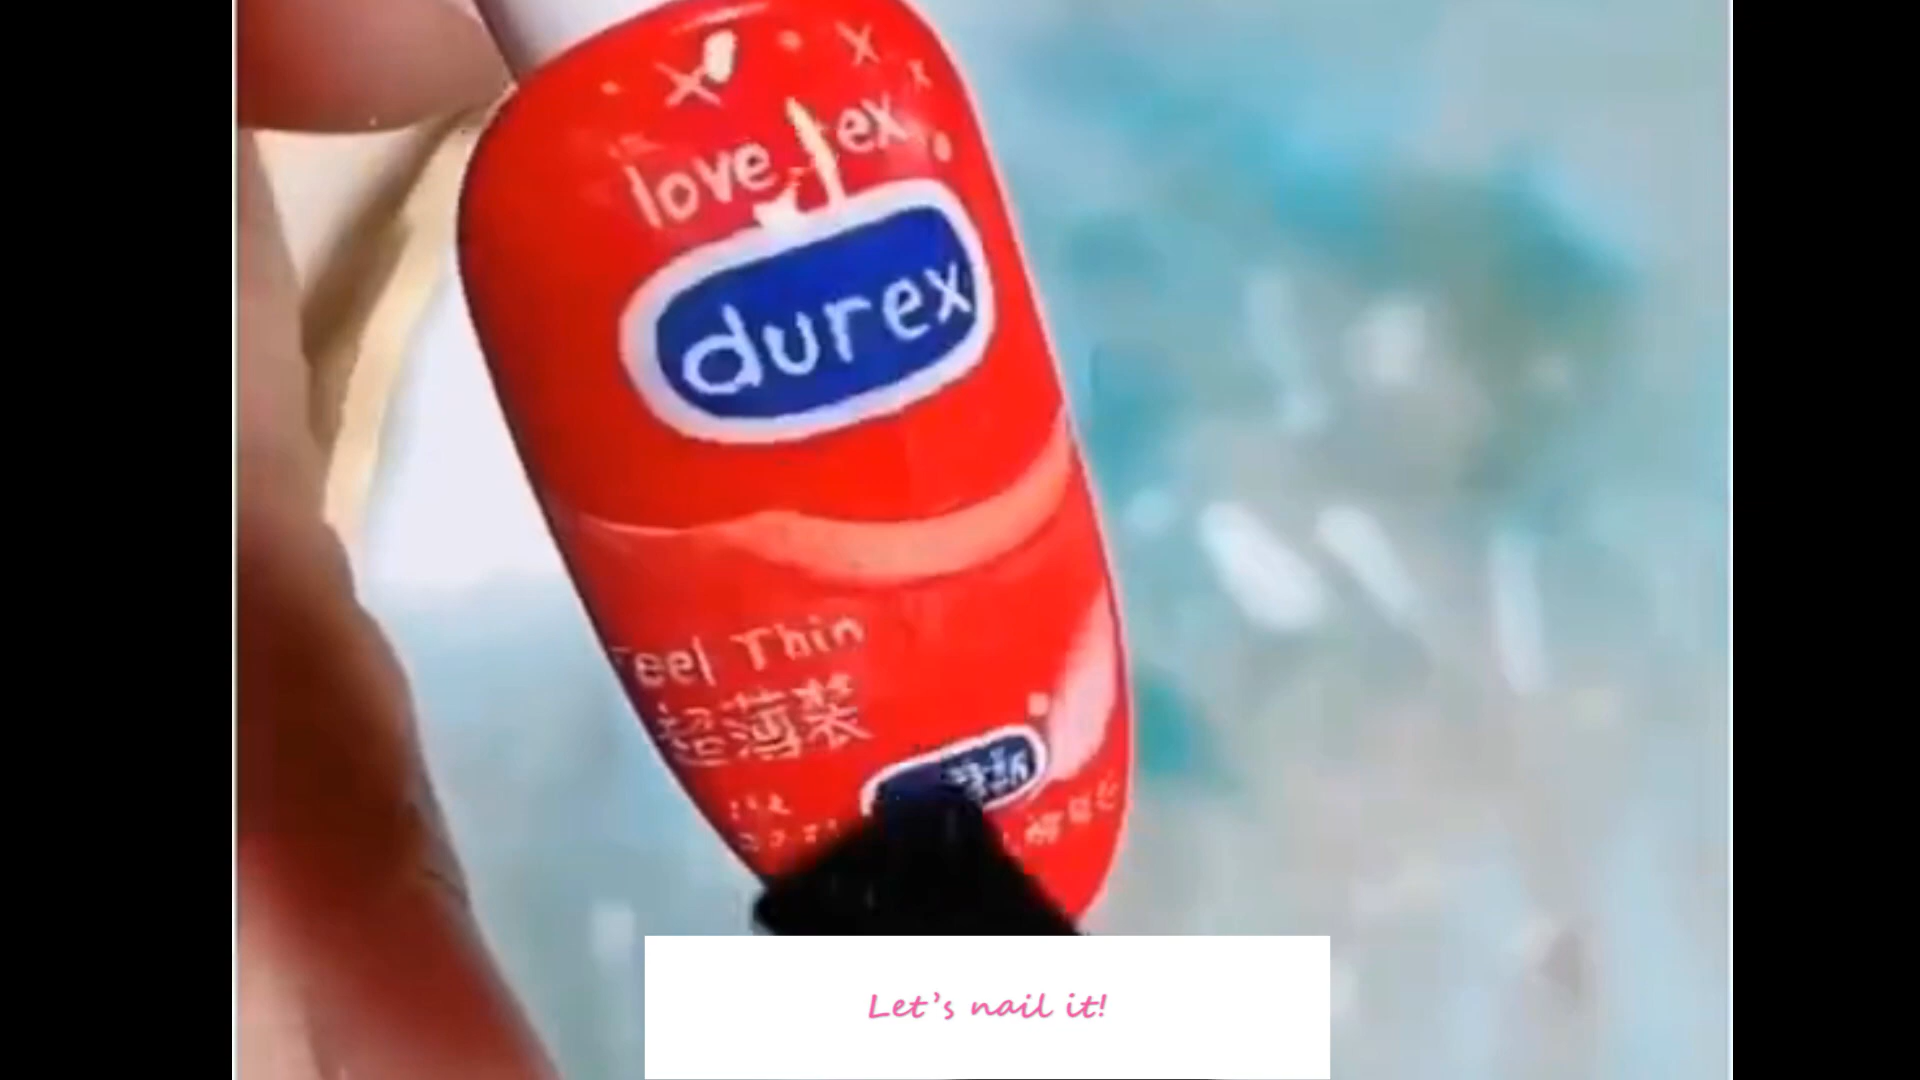 love sex
durex
Feel Thin
超薄装
Let's nail it!